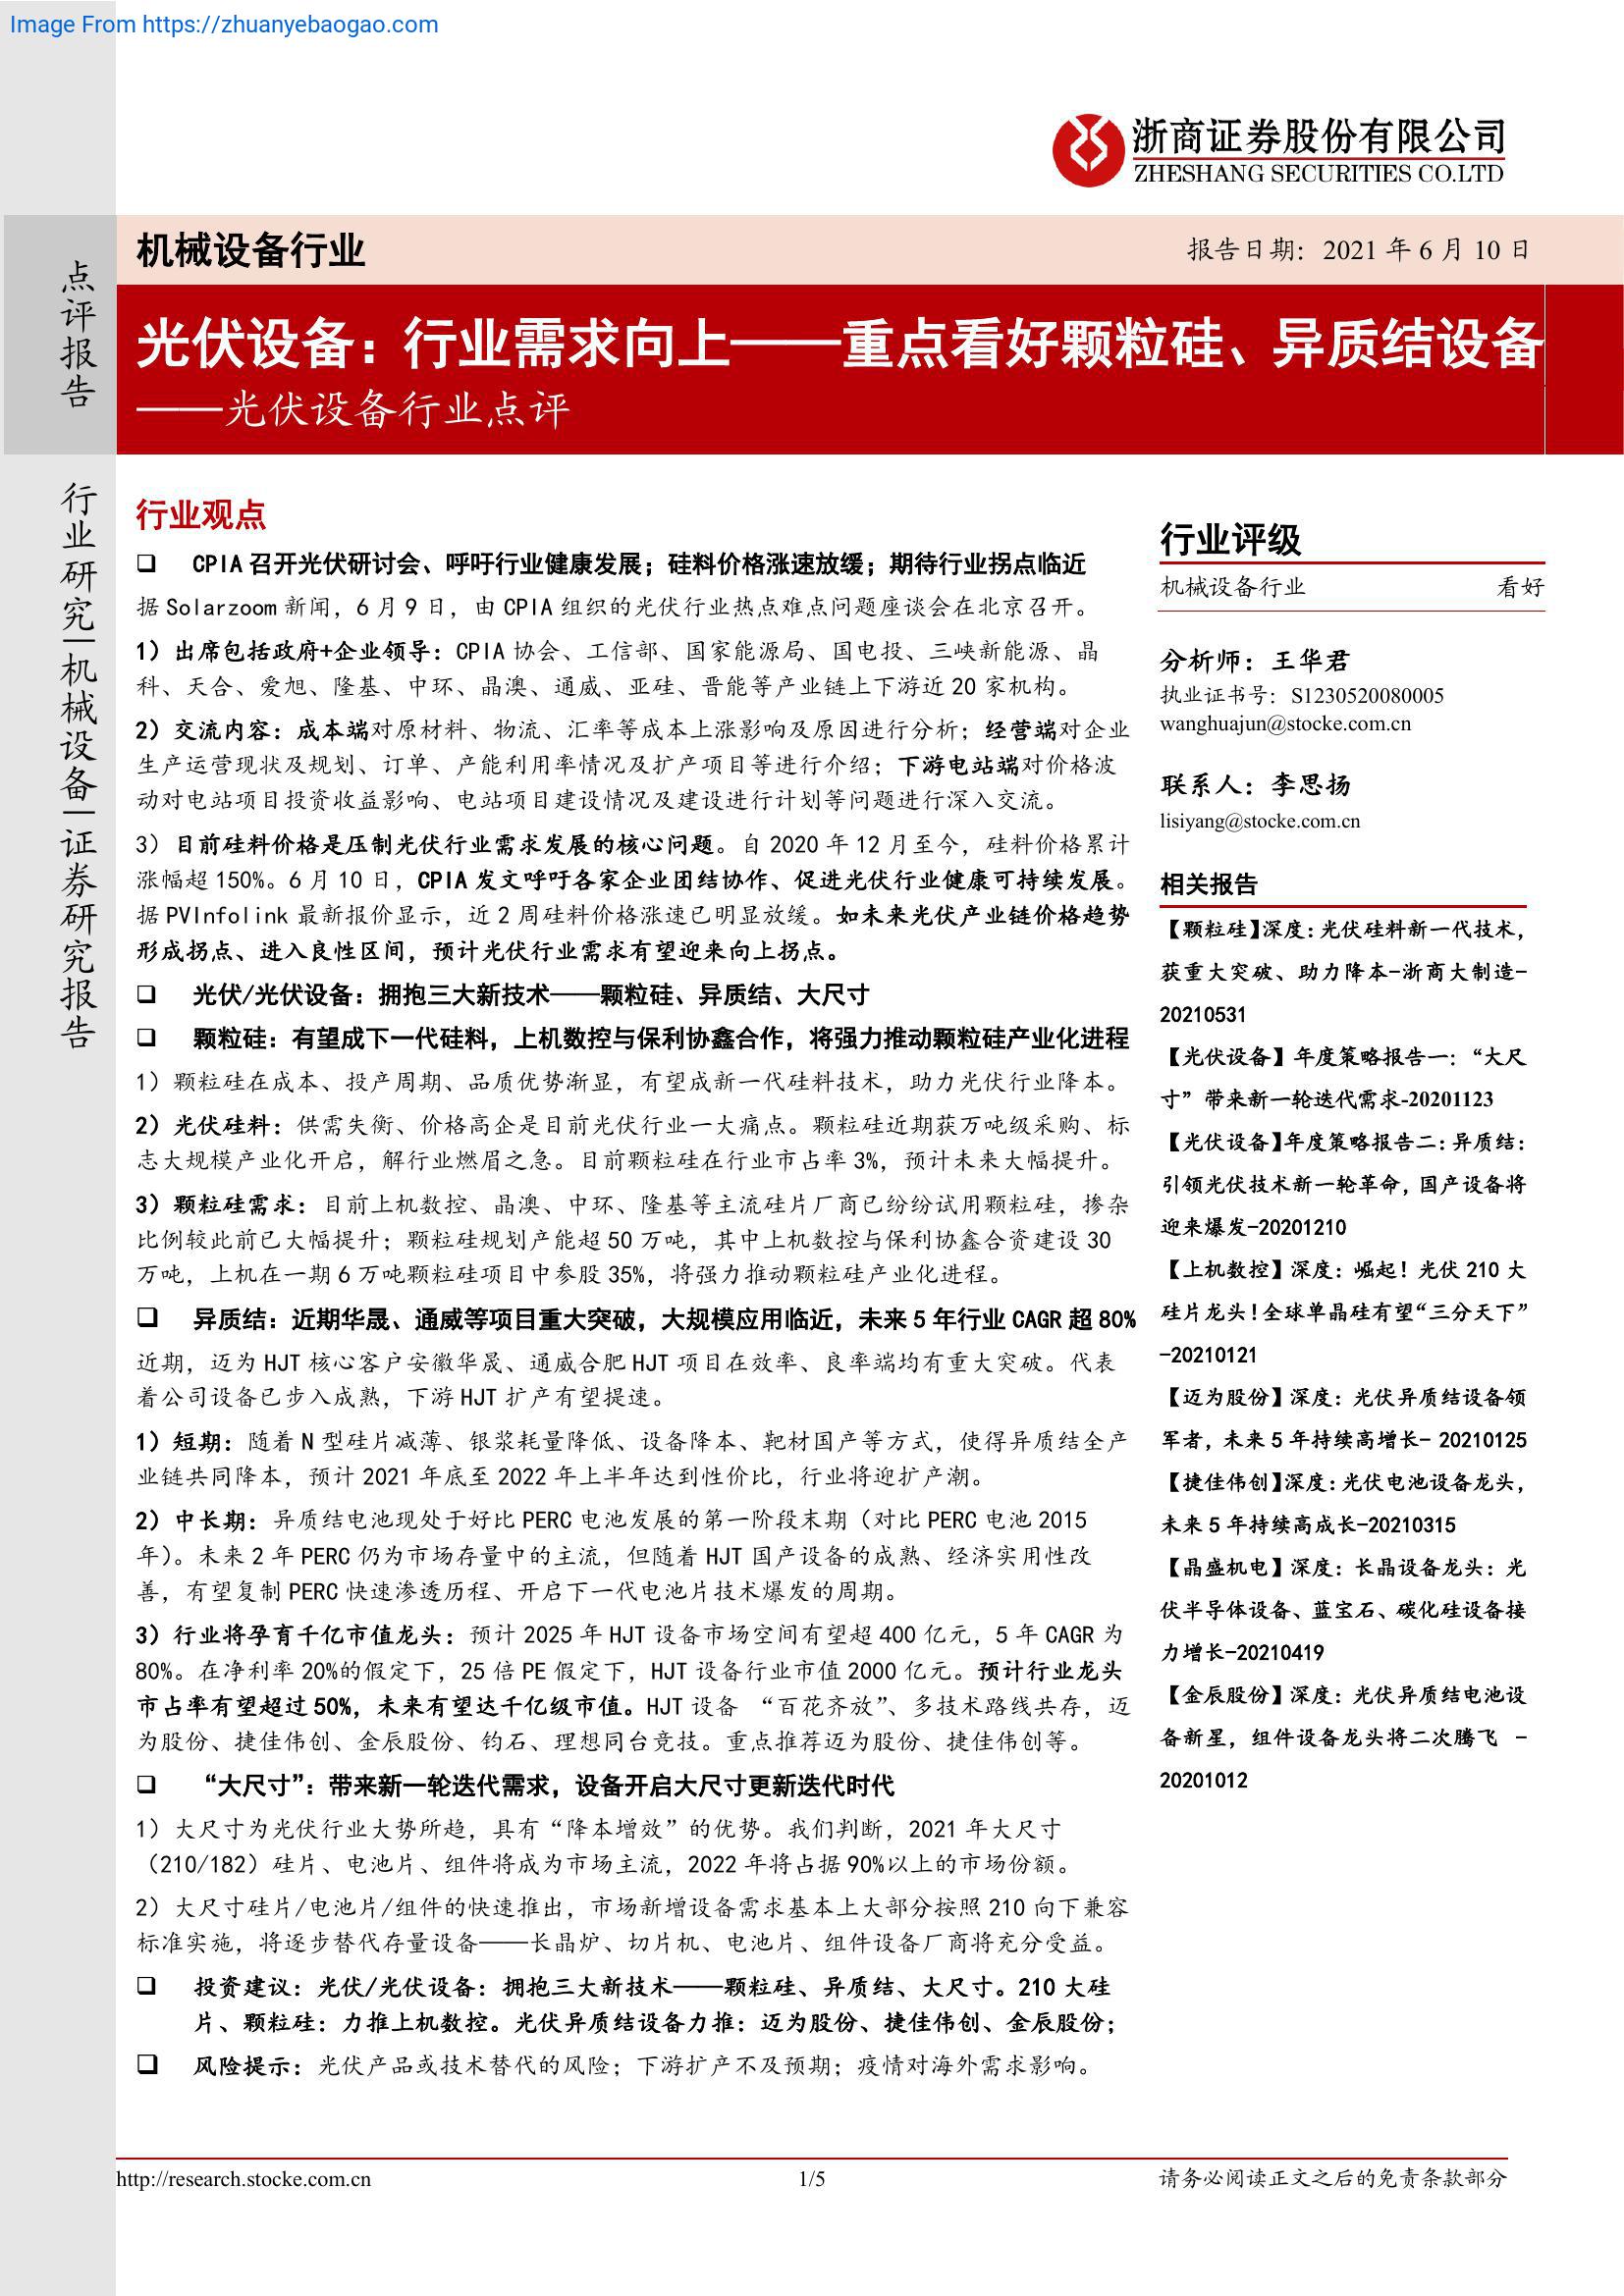 Image From https://zhuanyebaogao.com
浙商证券股份有限公司
ZHESHANG SECURITIES CO.LTD
点评报告
机械设备行业
报告日期：2021 年 6 月 10 日
光伏设备：行业需求向上——重点看好颗粒硅、异质结设备
——光伏设备行业点评
行业研究|机械设备|证券研究报告
行业观点
❑ CPIA 召开光伏研讨会、呼吁行业健康发展；硅料价格涨速放缓；期待行业拐点临近
据 Solarzoom 新闻，6 月 9 日，由 CPIA 组织的光伏行业热点难点问题座谈会在北京召开。
1）出席包括政府+企业领导：CPIA 协会、工信部、国家能源局、国电投、三峡新能源、晶
科、天合、爱旭、隆基、中环、晶澳、通威、亚硅、晋能等产业链上下游近 20 家机构。
2）交流内容：成本端对原材料、物流、汇率等成本上涨影响及原因进行分析；经营端对企业
生产运营现状及规划、订单、产能利用率情况及扩产项目等进行介绍；下游电站端对价格波
动对电站项目投资收益影响、电站项目建设情况及建设进行计划等问题进行深入交流。
3）目前硅料价格是压制光伏行业需求发展的核心问题。自 2020 年 12 月至今，硅料价格累计
涨幅超 150%。6 月 10 日，CPIA 发文呼吁各家企业团结协作、促进光伏行业健康可持续发展。
据 PVInfolink 最新报价显示，近 2 周硅料价格涨速已明显放缓。如未来光伏产业链价格趋势
形成拐点、进入良性区间，预计光伏行业需求有望迎来向上拐点。
❑ 光伏/光伏设备：拥抱三大新技术——颗粒硅、异质结、大尺寸
❑ 颗粒硅：有望成下一代硅料，上机数控与保利协鑫合作，将强力推动颗粒硅产业化进程
1）颗粒硅在成本、投产周期、品质优势渐显，有望成新一代硅料技术，助力光伏行业降本。
2）光伏硅料：供需失衡、价格高企是目前光伏行业一大痛点。颗粒硅近期获万吨级采购、标
志大规模产业化开启，解行业燃眉之急。目前颗粒硅在行业市占率 3%，预计未来大幅提升。
3）颗粒硅需求：目前上机数控、晶澳、中环、隆基等主流硅片厂商已纷纷试用颗粒硅，掺杂
比例较此前已大幅提升；颗粒硅规划产能超 50 万吨，其中上机数控与保利协鑫合资建设 30
万吨，上机在一期 6 万吨颗粒硅项目中参股 35%，将强力推动颗粒硅产业化进程。
❑ 异质结：近期华晟、通威等项目重大突破，大规模应用临近，未来 5 年行业 CAGR 超 80%
近期，迈为 HJT 核心客户安徽华晟、通威合肥 HJT 项目在效率、良率端均有重大突破。代表
着公司设备已步入成熟，下游 HJT 扩产有望提速。
1）短期：随着 N 型硅片减薄、银浆耗量降低、设备降本、靶材国产等方式，使得异质结全产
业链共同降本，预计 2021 年底至 2022 年上半年达到性价比，行业将迎扩产潮。
2）中长期：异质结电池现处于好比 PERC 电池发展的第一阶段末期（对比 PERC 电池 2015
年）。未来 2 年 PERC 仍为市场存量中的主流，但随着 HJT 国产设备的成熟、经济实用性改
善，有望复制 PERC 快速渗透历程、开启下一代电池片技术爆发的周期。
3）行业将孕育千亿市值龙头：预计 2025 年 HJT 设备市场空间有望超 400 亿元，5 年 CAGR 为
80%。在净利率 20%的假定下，25 倍 PE 假定下，HJT 设备行业市值 2000 亿元。预计行业龙头
市占率有望超过 50%，未来有望达千亿级市值。HJT 设备 “百花齐放”、多技术路线共存，迈
为股份、捷佳伟创、金辰股份、钧石、理想同台竞技。重点推荐迈为股份、捷佳伟创等。
❑ “大尺寸”：带来新一轮迭代需求，设备开启大尺寸更新迭代时代
1）大尺寸为光伏行业大势所趋，具有“降本增效”的优势。我们判断，2021 年大尺寸
（210/182）硅片、电池片、组件将成为市场主流，2022 年将占据 90%以上的市场份额。
2）大尺寸硅片/电池片/组件的快速推出，市场新增设备需求基本上大部分按照 210 向下兼容
标准实施，将逐步替代存量设备——长晶炉、切片机、电池片、组件设备厂商将充分受益。
❑ 投资建议：光伏/光伏设备：拥抱三大新技术——颗粒硅、异质结、大尺寸。210 大硅
片、颗粒硅：力推上机数控。光伏异质结设备力推：迈为股份、捷佳伟创、金辰股份；
❑ 风险提示：光伏产品或技术替代的风险；下游扩产不及预期；疫情对海外需求影响。
行业评级
机械设备行业 看好
分析师：王华君
执业证书号：S1230520080005
wanghuajun@stocke.com.cn
联系人：李思扬
lisiyang@stocke.com.cn
相关报告
【颗粒硅】深度：光伏硅料新一代技术，
获重大突破、助力降本-浙商大制造-
20210531
【光伏设备】年度策略报告一：“大尺
寸”带来新一轮迭代需求-20201123
【光伏设备】年度策略报告二：异质结：
引领光伏技术新一轮革命，国产设备将
迎来爆发-20201210
【上机数控】深度：崛起！光伏 210 大
硅片龙头！全球单晶硅有望“三分天下”
-20210121
【迈为股份】深度：光伏异质结设备领
军者，未来 5 年持续高增长- 20210125
【捷佳伟创】深度：光伏电池设备龙头，
未来 5 年持续高成长-20210315
【晶盛机电】深度：长晶设备龙头：光
伏半导体设备、蓝宝石、碳化硅设备接
力增长-20210419
【金辰股份】深度：光伏异质结电池设
备新星，组件设备龙头将二次腾飞 -
20201012
http://research.stocke.com.cn
1/5
请务必阅读正文之后的免责条款部分